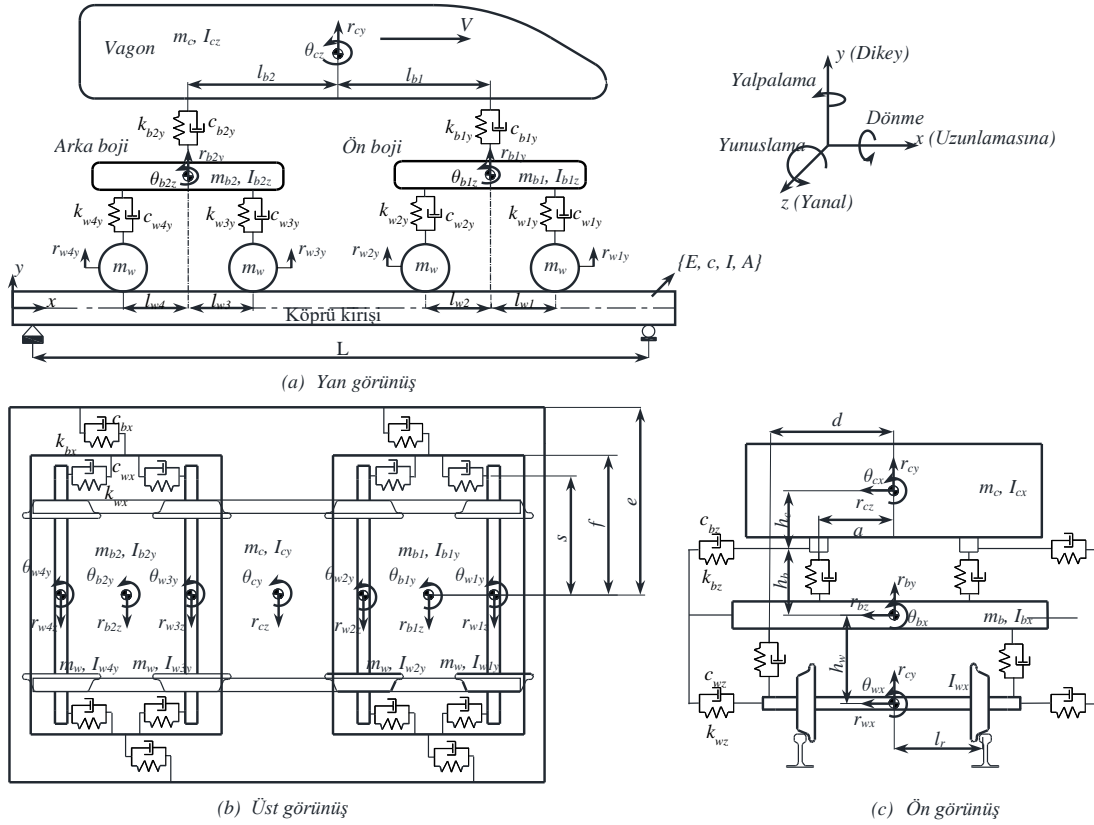 Vagon
m_c, I_cz
r_cy
θ_cz
V
l_b2
l_b1
k_b2y
c_b2y
k_b1y
c_b1y
Arka boji
r_b2y
θ_b2z
m_b2, I_b2z
Ön boji
r_b1y
θ_b1z
m_b1, I_b1z
k_w4y
c_w4y
k_w3y
c_w3y
k_w2y
c_w2y
k_w1y
c_w1y
r_w4y
m_w
m_w
r_w3y
r_w2y
m_w
m_w
r_w1y
{E, c, I, A}
y
x
l_w4
l_w3
l_w2
l_w1
Köprü kirişi
L
(a) Yan görünüş
y (Dikey)
Yalpalama
Dönme
x (Uzunlamasına)
Yunuslama
z (Yanal)
c_bx
k_bx
c_wx
k_wx
m_b2, I_b2y
m_c, I_cy
m_b1, I_b1y
θ_w4y
θ_b2y
θ_w3y
θ_cy
θ_w2y
θ_b1y
θ_w1y
r_w4z
r_b2z
r_w3z
r_cz
r_w2z
r_b1z
r_w1z
m_w, I_w4y
m_w, I_w3y
m_w, I_w2y
m_w, I_w1y
s
f
e
(b) Üst görünüş
d
r_cy
θ_cx
m_c, I_cx
r_cz
h_c
a
c_bz
k_bz
h_b
r_by
r_bz
θ_bx
m_b, I_bx
h_w
c_wz
k_wz
r_cy
θ_wx
I_wx
r_wx
l_r
(c) Ön görünüş